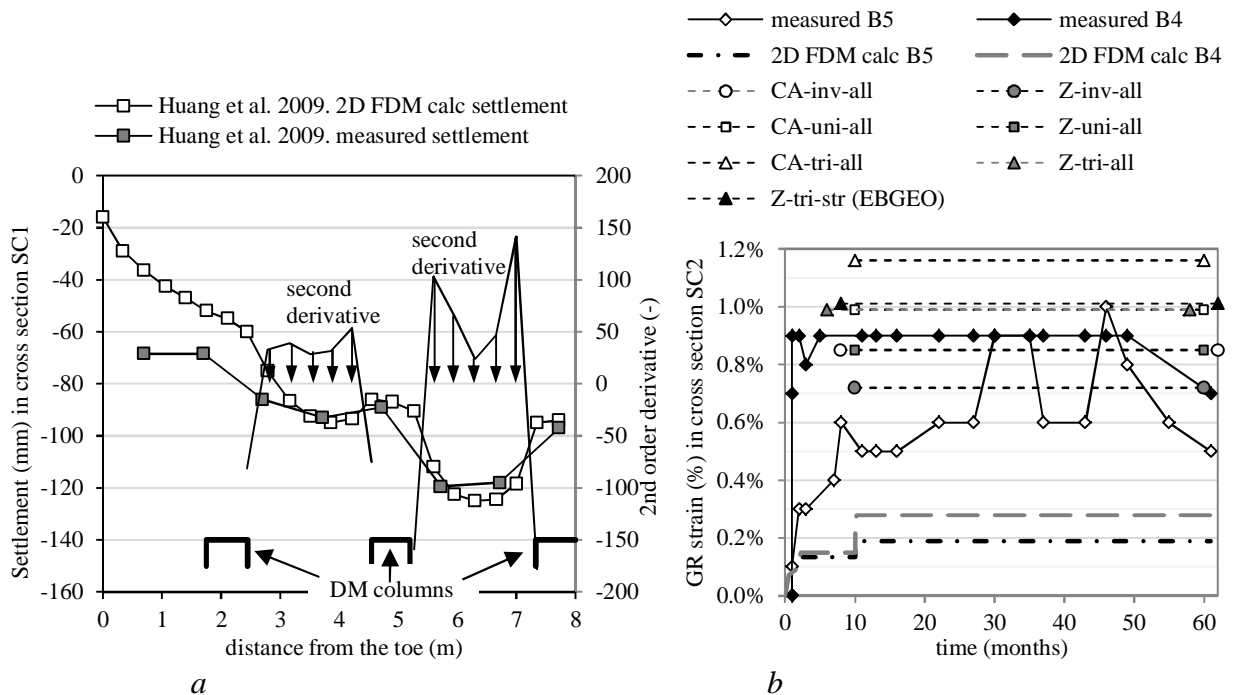 Huang et al. 2009. 2D FDM calc settlement
Huang et al. 2009. measured settlement
0
-20
-40
-60
-80
-100
-120
-140
-160
Settlement (mm) in cross section SC1
200
150
100
50
0
-50
-100
-150
-200
2nd order derivative (-)
second
derivative
second
derivative
DM columns
0 1 2 3 4 5 6 7 8
distance from the toe (m)
a
measured B5
measured B4
2D FDM calc B5
2D FDM calc B4
CA-inv-all
Z-inv-all
CA-uni-all
Z-uni-all
CA-tri-all
Z-tri-all
Z-tri-str (EBGEO)
1.2%
1.0%
0.8%
0.6%
0.4%
0.2%
0.0%
GR strain (%) in cross section SC2
0 10 20 30 40 50 60
time (months)
b